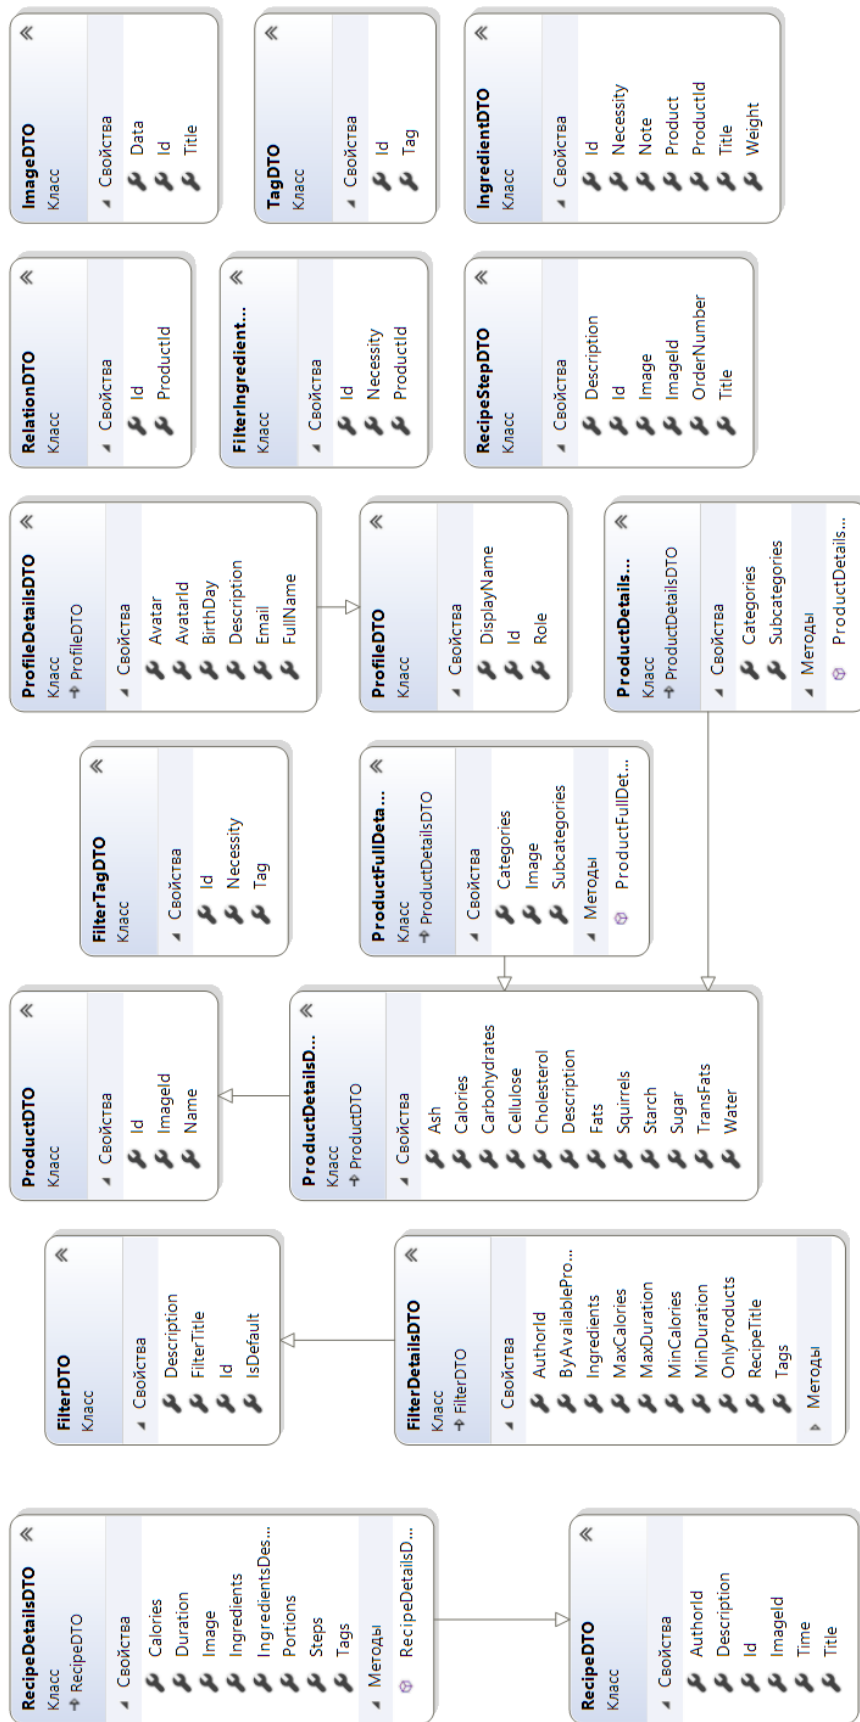 RecipeDetailsDTO
Класс
RecipeDTO
Свойства
Calories
Duration
Image
Ingredients
IngredientsDes...
Portions
Steps
Tags
Методы
RecipeDetailsD...
RecipeDTO
Класс
Свойства
AuthorId
Description
Id
ImageId
Time
Title
FilterDTO
Класс
Свойства
Description
FilterTitle
Id
IsDefault
FilterDetailsDTO
Класс
FilterDTO
Свойства
AuthorId
ByAvailablePro...
Ingredients
MaxCalories
MaxDuration
MinCalories
MinDuration
OnlyProducts
RecipeTitle
Tags
Методы
ProductDTO
Класс
Свойства
Id
ImageId
Name
ProductDetailsD...
Класс
ProductDTO
Свойства
Ash
Calories
Carbohydrates
Cellulose
Cholesterol
Description
Fats
Squirrels
Starch
Sugar
TransFats
Water
FilterTagDTO
Класс
Свойства
Id
Necessity
Tag
ProductFullDeta...
Класс
ProductDetailsDTO
Свойства
Categories
Image
Subcategories
Методы
ProductFullDet...
ProfileDetailsDTO
Класс
ProfileDTO
Свойства
Avatar
AvatarId
BirthDay
Description
Email
FullName
ProfileDTO
Класс
Свойства
DisplayName
Id
Role
ProductDetails...
Класс
ProductDetailsDTO
Свойства
Categories
Subcategories
Методы
ProductDetails...
RelationDTO
Класс
Свойства
Id
ProductId
FilterIngredient...
Класс
Свойства
Id
Necessity
ProductId
RecipeStepDTO
Класс
Свойства
Description
Id
Image
ImageId
OrderNumber
Title
ImageDTO
Класс
Свойства
Data
Id
Title
TagDTO
Класс
Свойства
Id
Tag
IngredientDTO
Класс
Свойства
Id
Necessity
Note
Product
ProductId
Title
Weight